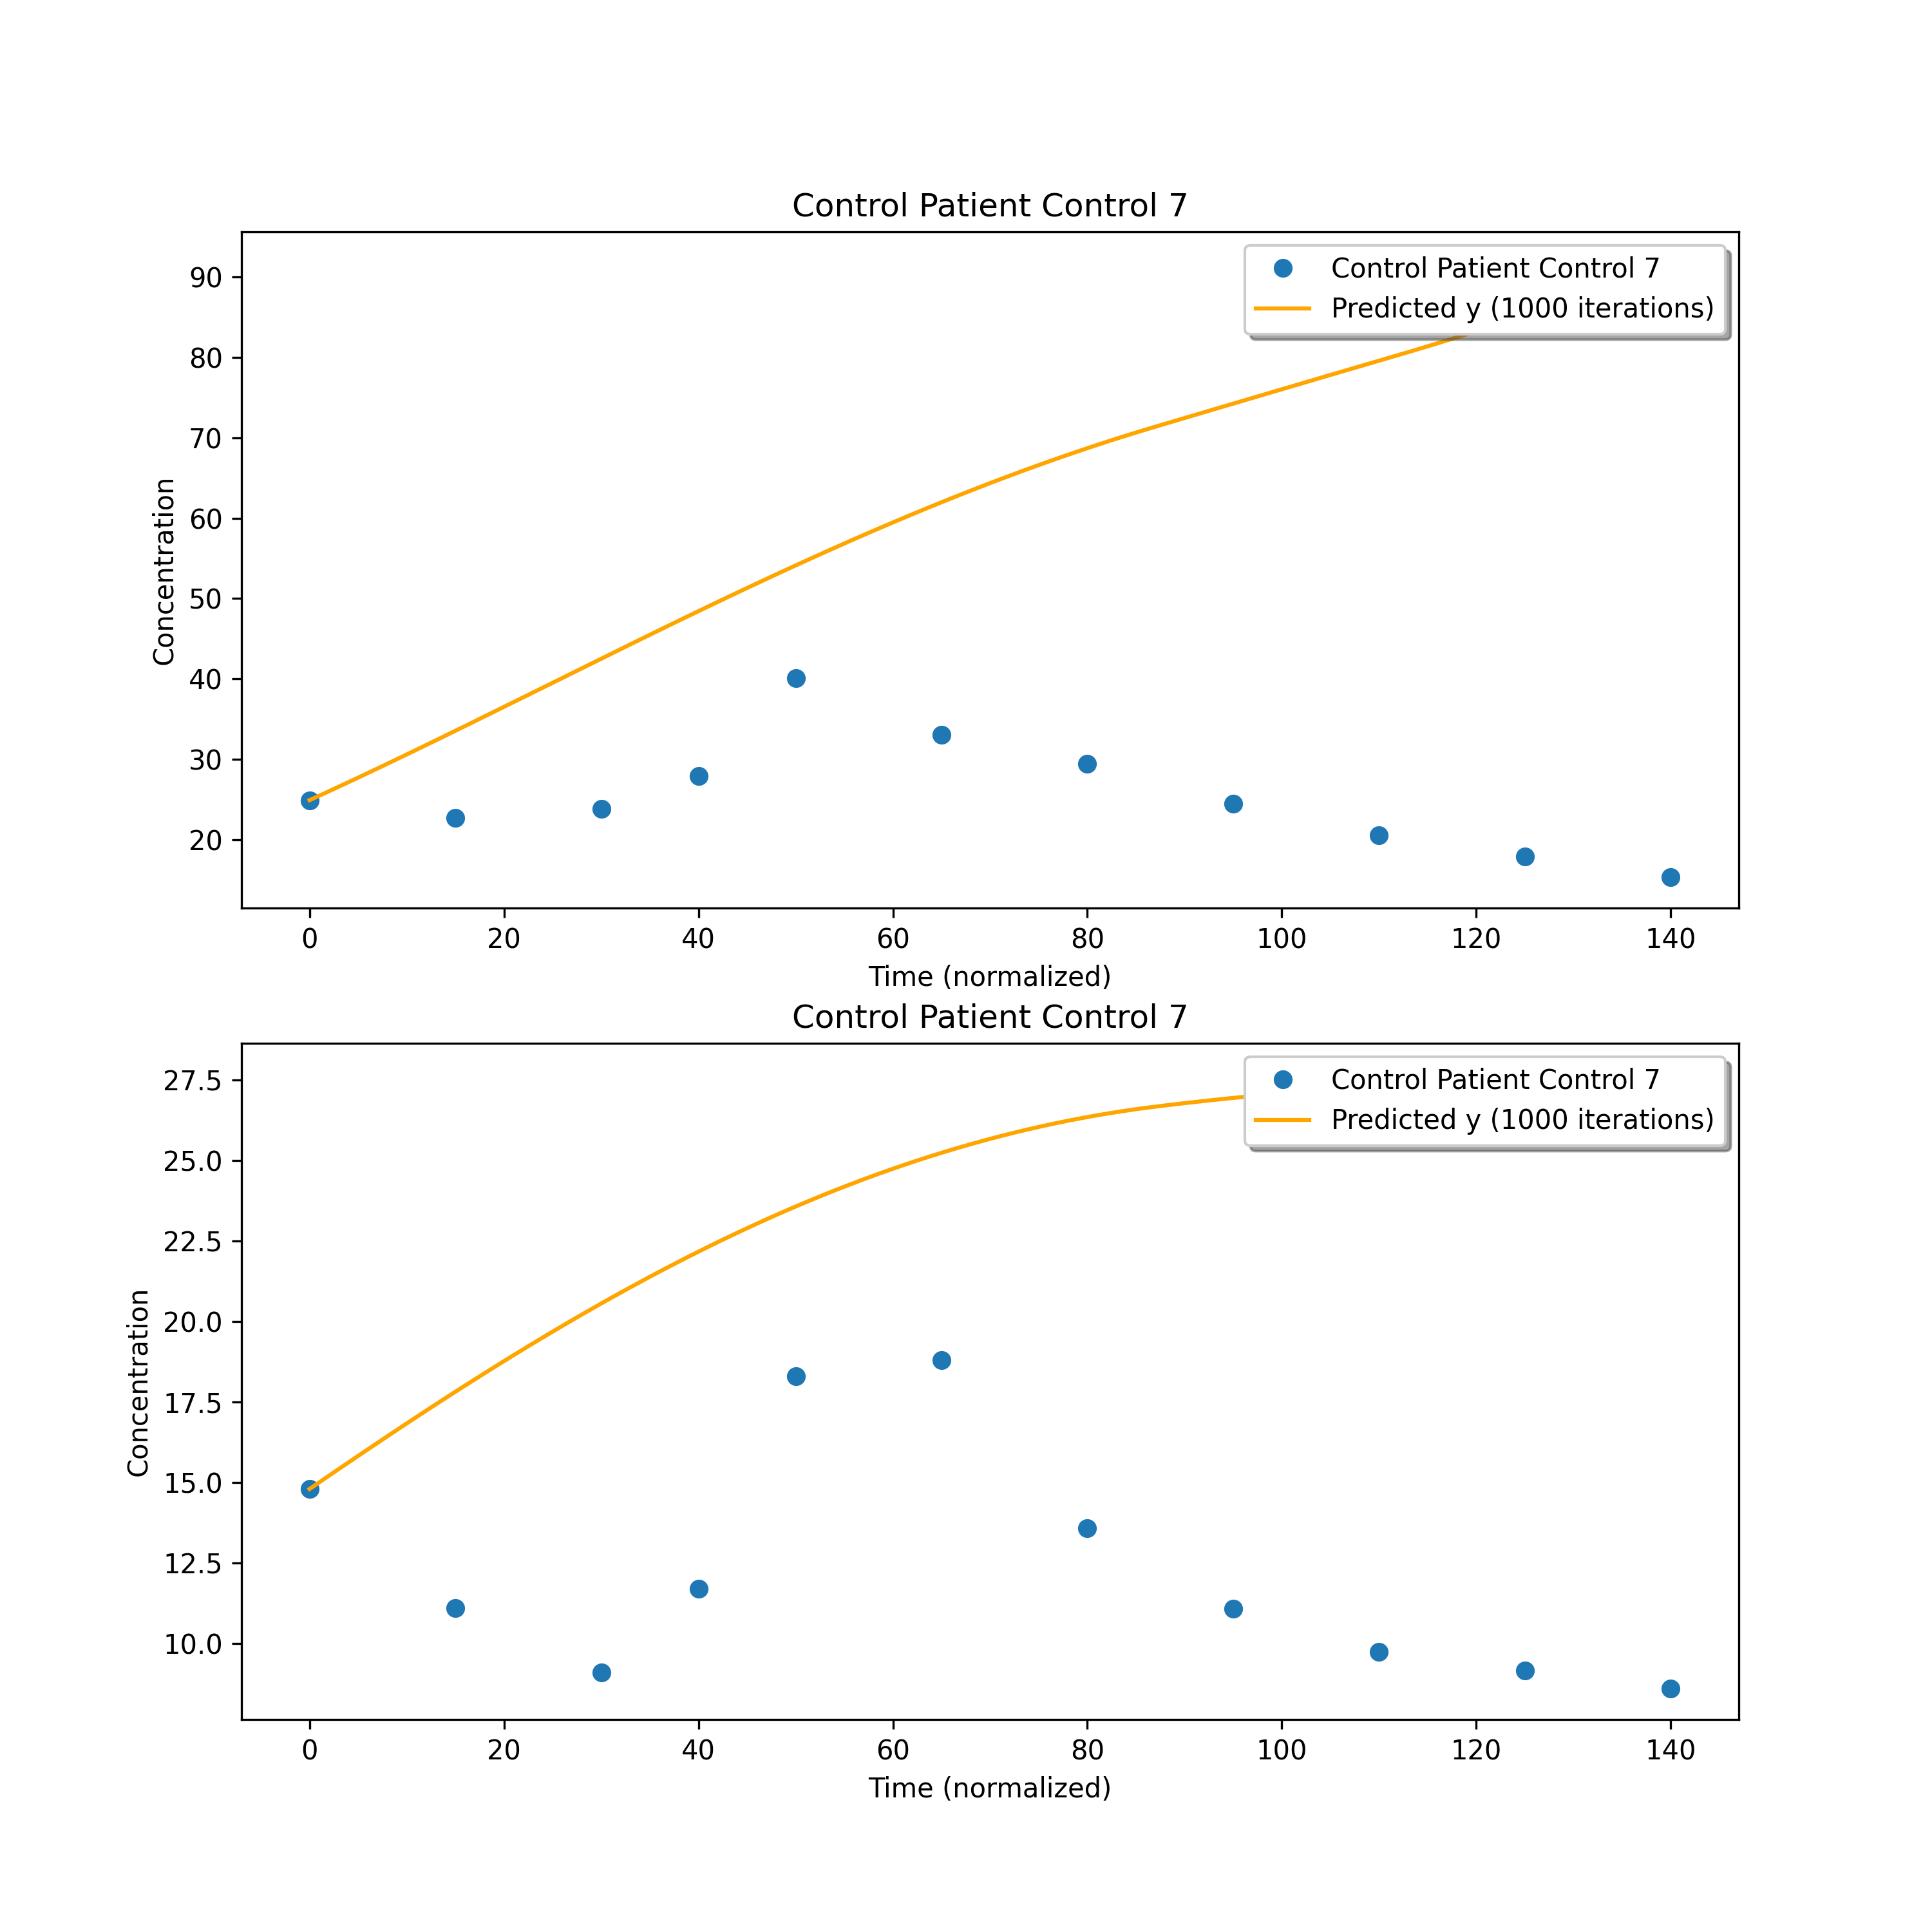 Control Patient Control 7
90
80
70
60
50
40
30
20
Concentration
Control Patient Control 7
Predicted y (1000 iterations)
0 20 40 60 80 100 120 140
Time (normalized)
Control Patient Control 7
27.5
25.0
22.5
20.0
17.5
15.0
12.5
10.0
Concentration
Control Patient Control 7
Predicted y (1000 iterations)
0 20 40 60 80 100 120 140
Time (normalized)